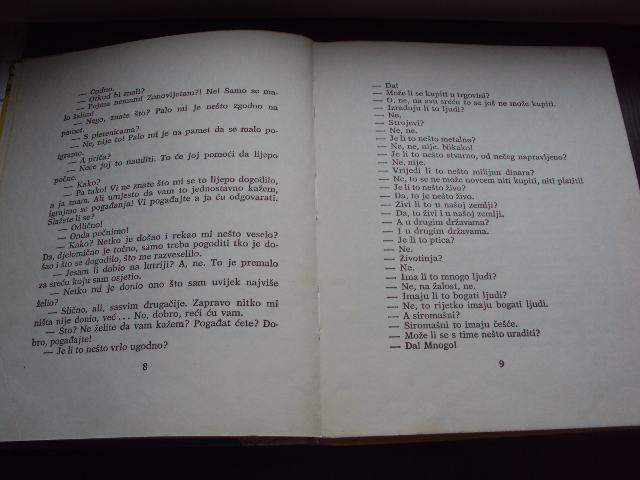 — Čudno.
— Otkud bi znali?
— Pojma nemam! Zanovijetam?! Ne! Samo se ma-
lo šalim!
— Nego, znate što? Palo mi je nešto zgodno na
pamet.
— S pletenicama?
— Ne, nije to! Palo mi je na pamet da se malo po-
igramo.
— A priča?
— Neće joj to nauditi. To će joj pomoći da lijepo
počne.
— Kako?
— Pa tako! Vi ne znate što mi se to lijepo dogodilo,
a ja znam. Ali umjesto da vam to jednostavno kažem,
igrajmo se pogađanja! Vi pogađajte a ja ću odgovarati.
Slažete li se?
— Odlično!
— Onda počnimo!
— Kako? Netko je došao i rekao mi nešto veselo?
Da, djelomično je točno, samo treba pogoditi tko je do-
šao i što se dogodilo, što me razveselilo.
— Jesam li dobio na lutriji? A, ne. To je premalo
za sreću koju sam osjetio.
— Netko mi je donio ono što sam uvijek najviše
želio?
— Slično, ali, sasvim drugačije. Zapravo nitko mi
ništa nije donio, već... No, dobro, reći ću vam.
— Što? Ne želite da vam kažem? Pogađat ćete? Do-
bro, pogađajte!
— Je li to nešto vrlo ugodno?
8
— Da!
— Može li se kupiti u trgovini?
— O, ne, na svu sreću to se još ne može kupiti.
— Izrađuju li to ljudi?
— Ne.
— Strojevi?
— Ne, ne.
— Je li to nešto metalno?
— Ne, ne, nije. Nikako!
— Je li to nešto stvarno, od nečeg napravljeno?
— Ne, nije.
— Vrijedi li to nešto milijun dinara?
— Ne, to se ne može novcem niti kupiti, niti platiti!
— Je li to nešto živo?
— Da, to je nešto živo.
— Živi li to u našoj zemlji?
— Da, to živi i u našoj zemlji.
— A u drugim državama?
— I u drugim državama.
— Je li to ptica?
— Ne.
— Životinja?
— Ne.
— Ima li to mnogo ljudi?
— Ne, na žalost, ne.
— Imaju li to bogati ljudi?
— Ne, to rijetko imaju bogati ljudi.
— A siromašni?
— Siromašni to imaju češće.
— Može li se s time nešto uraditi?
— Da! Mnogo!
9